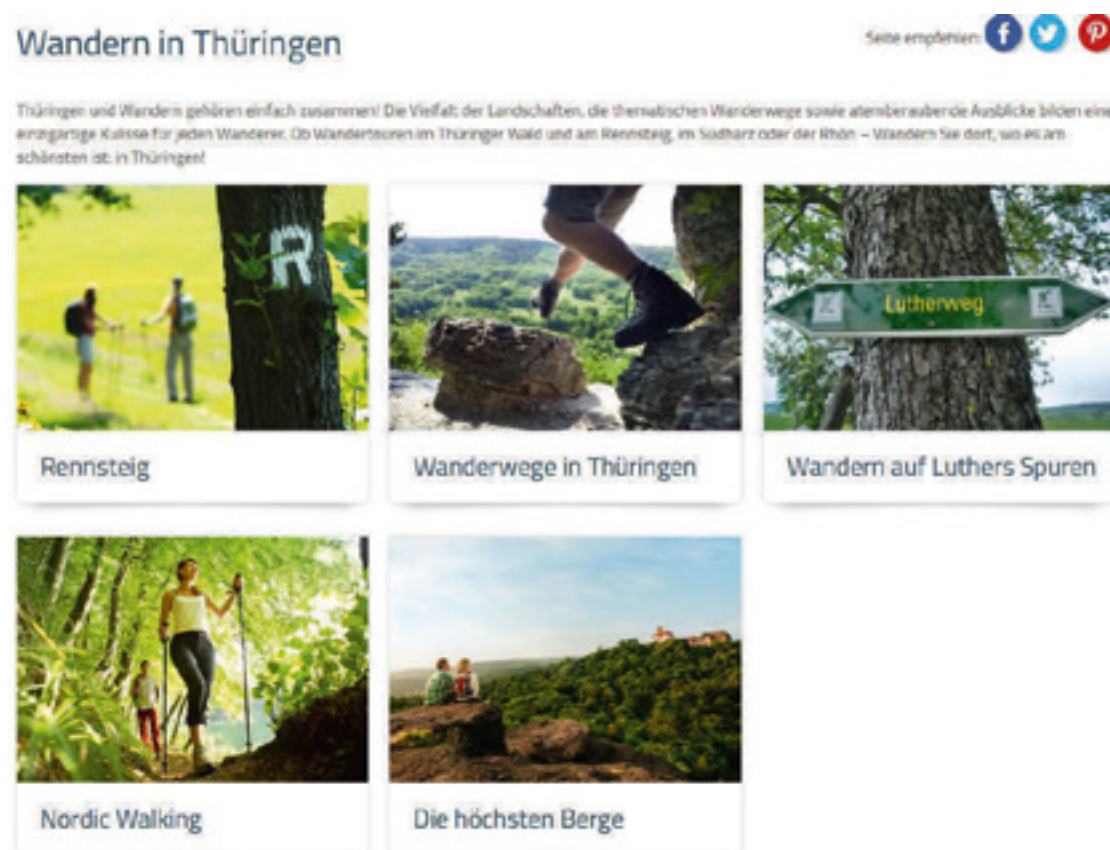 Wandern in Thüringen
Seite empfehlen:
Thüringen und Wandern gehören einfach zusammen! Die Vielfalt der Landschaften, die thematischen Wanderwege sowie atemberaubende Ausblicke bilden eine
einzigartige Kulisse für jeden Wanderer. Ob Wandertouren im Thüringer Wald und am Rennsteig, im Südharz oder der Rhön – Wandern Sie dort, wo es am
schönsten ist: in Thüringen!
R
Lutherweg
Rennsteig
Wanderwege in Thüringen
Wandern auf Luthers Spuren
Nordic Walking
Die höchsten Berge